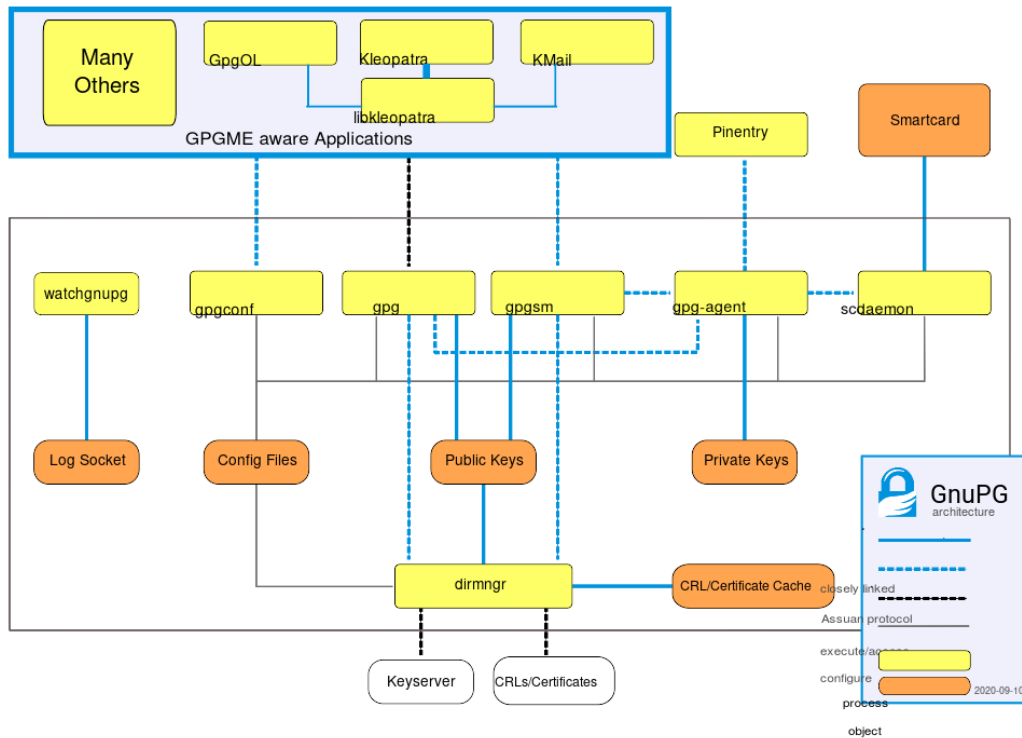 Many
Others
GpgOL
Kleopatra
KMail
libkleopatra
GPGME aware Applications
Pinentry
Smartcard
watchgnupg
gpgconf
gpg
gpgsm
gpg-agent
scdaemon
Log Socket
Config Files
Public Keys
Private Keys
GnuPG
architecture
dirmngr
CRL/Certificate Cache
closely linked
Assuan protocol
execute/access
configure
Keyserver
CRLs/Certificates
2020-09-10
process
object